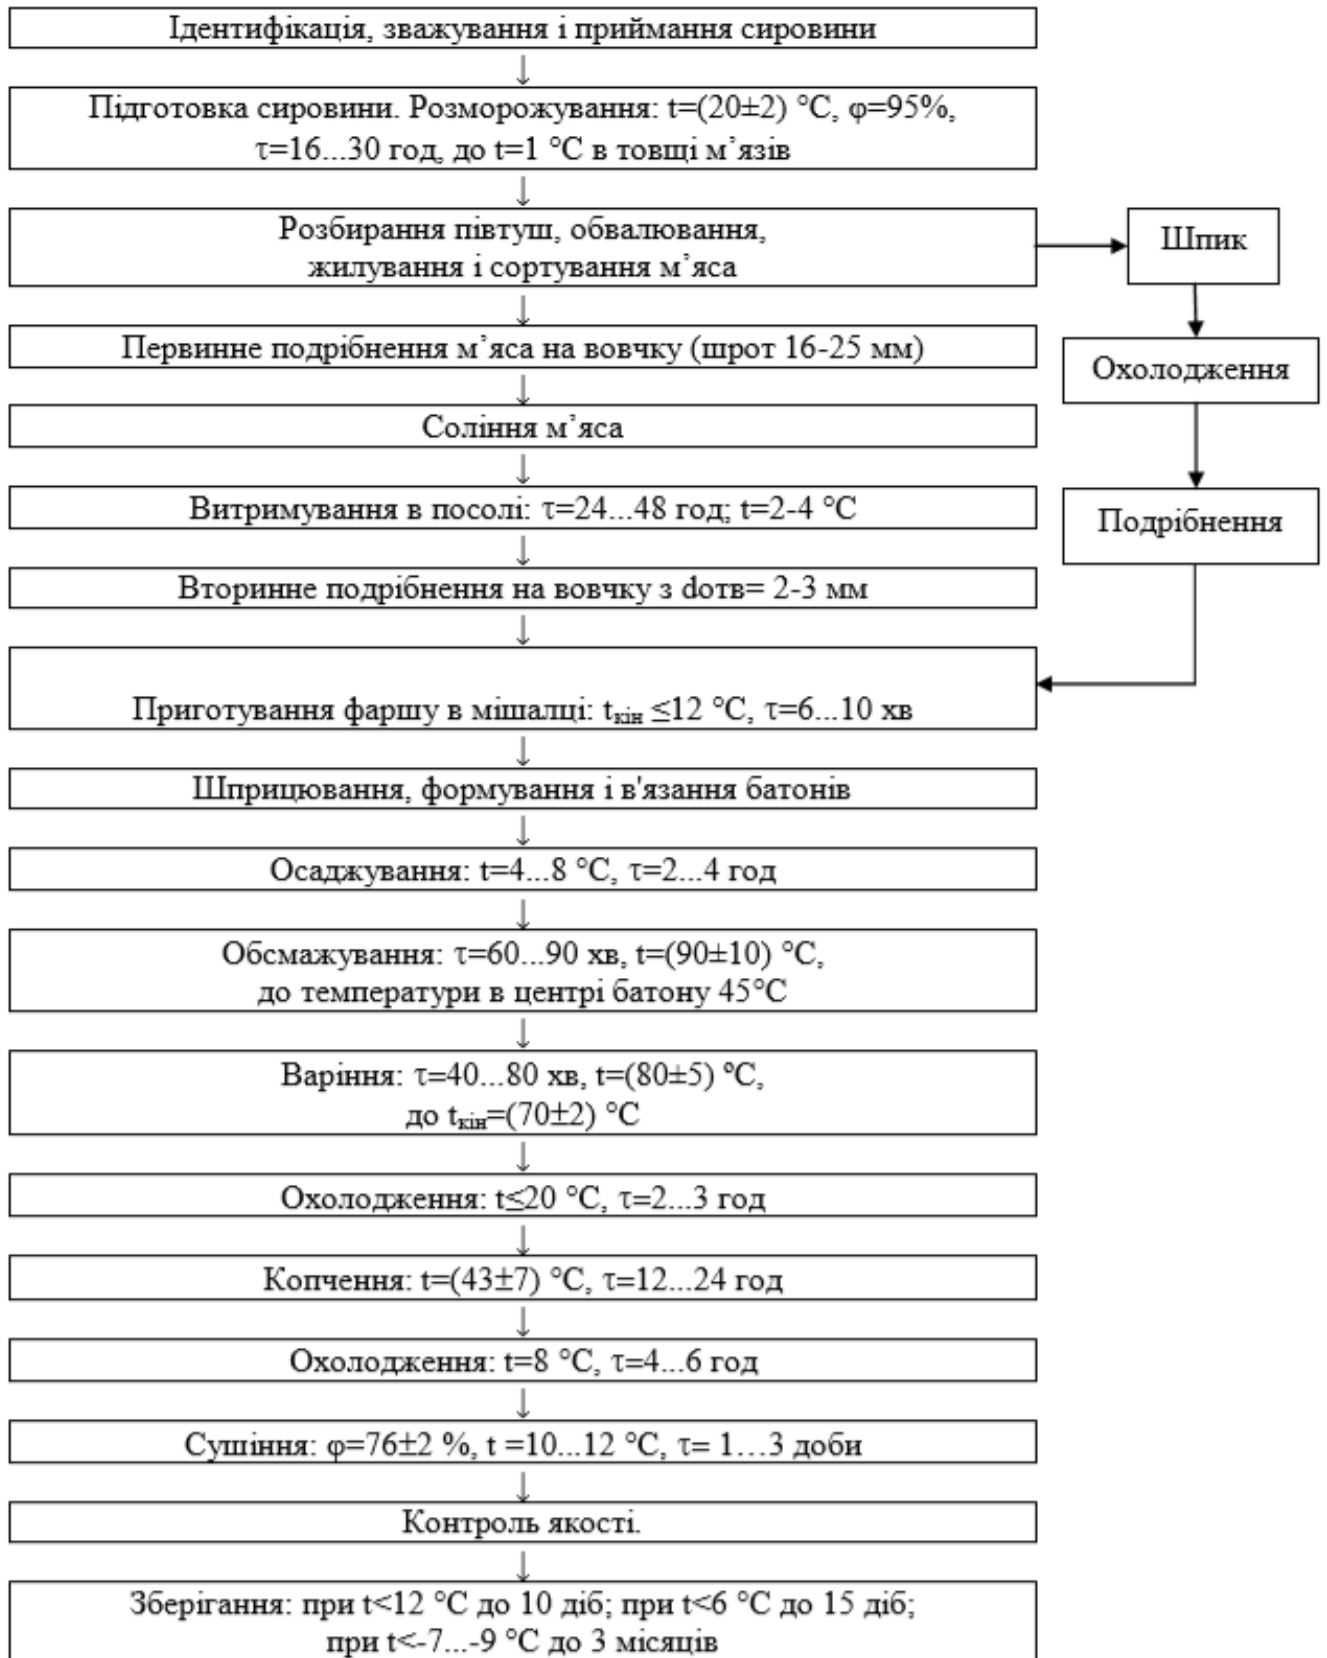 Ідентифікація, зважування і приймання сировини
Підготовка сировини. Розморожування: t=(20±2) °С, φ=95%,
τ=16...30 год, до t=1 °С в товщі м’язів
Розбирання півтуш, обвалювання,
жилування і сортування м’яса
Шпик
Первинне подрібнення м’яса на вовчку (шрот 16-25 мм)
Охолодження
Соління м’яса
Витримування в посолі: τ=24...48 год; t=2-4 °С
Подрібнення
Вторинне подрібнення на вовчку з dотв= 2-3 мм
Приготування фаршу в мішалці: tкін ≤12 °С, τ=6...10 хв
Шприцювання, формування і в'язання батонів
Осаджування: t=4...8 °С, τ=2...4 год
Обсмажування: τ=60...90 хв, t=(90±10) °С,
до температури в центрі батону 45°С
Варіння: τ=40...80 хв, t=(80±5) °С,
до tкін=(70±2) °С
Охолодження: t≤20 °С, τ=2...3 год
Копчення: t=(43±7) °С, τ=12...24 год
Охолодження: t=8 °С, τ=4...6 год
Сушіння: φ=76±2 %, t =10...12 °С, τ= 1…3 доби
Контроль якості.
Зберігання: при t<12 °С до 10 діб; при t<6 °С до 15 діб;
при t<-7...-9 °С до 3 місяців